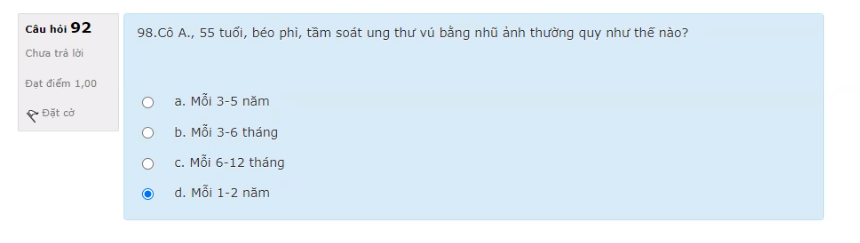 Câu hỏi 92
Chưa trả lời
Đạt điểm 1,00
Đặt cờ
98.Cô A., 55 tuổi, béo phì, tầm soát ung thư vú bằng nhũ ảnh thường quy như thế nào?
a. Mỗi 3-5 năm
b. Mỗi 3-6 tháng
c. Mỗi 6-12 tháng
d. Mỗi 1-2 năm